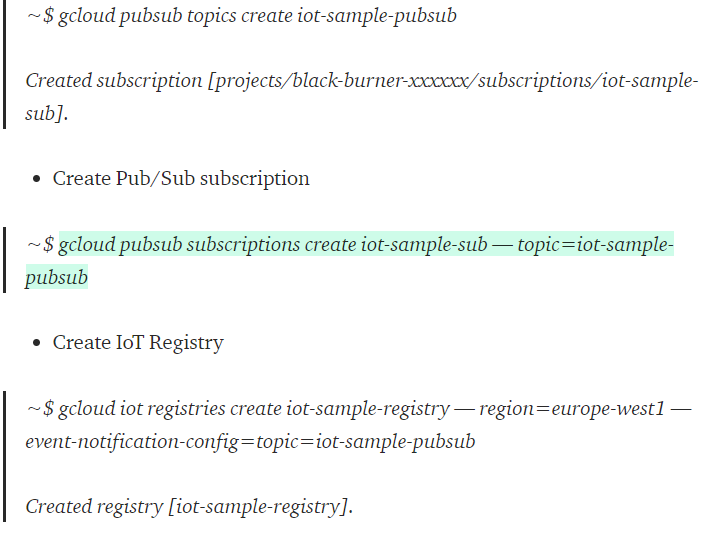 ~$ gcloud pubsub topics create iot-sample-pubsub
Created subscription [projects/black-burner-xxxxxx/subscriptions/iot-sample-
sub].
• Create Pub/Sub subscription
~$ gcloud pubsub subscriptions create iot-sample-sub — topic=iot-sample-
pubsub
• Create IoT Registry
~$ gcloud iot registries create iot-sample-registry — region=europe-west1 —
event-notification-config=topic=iot-sample-pubsub
Created registry [iot-sample-registry].